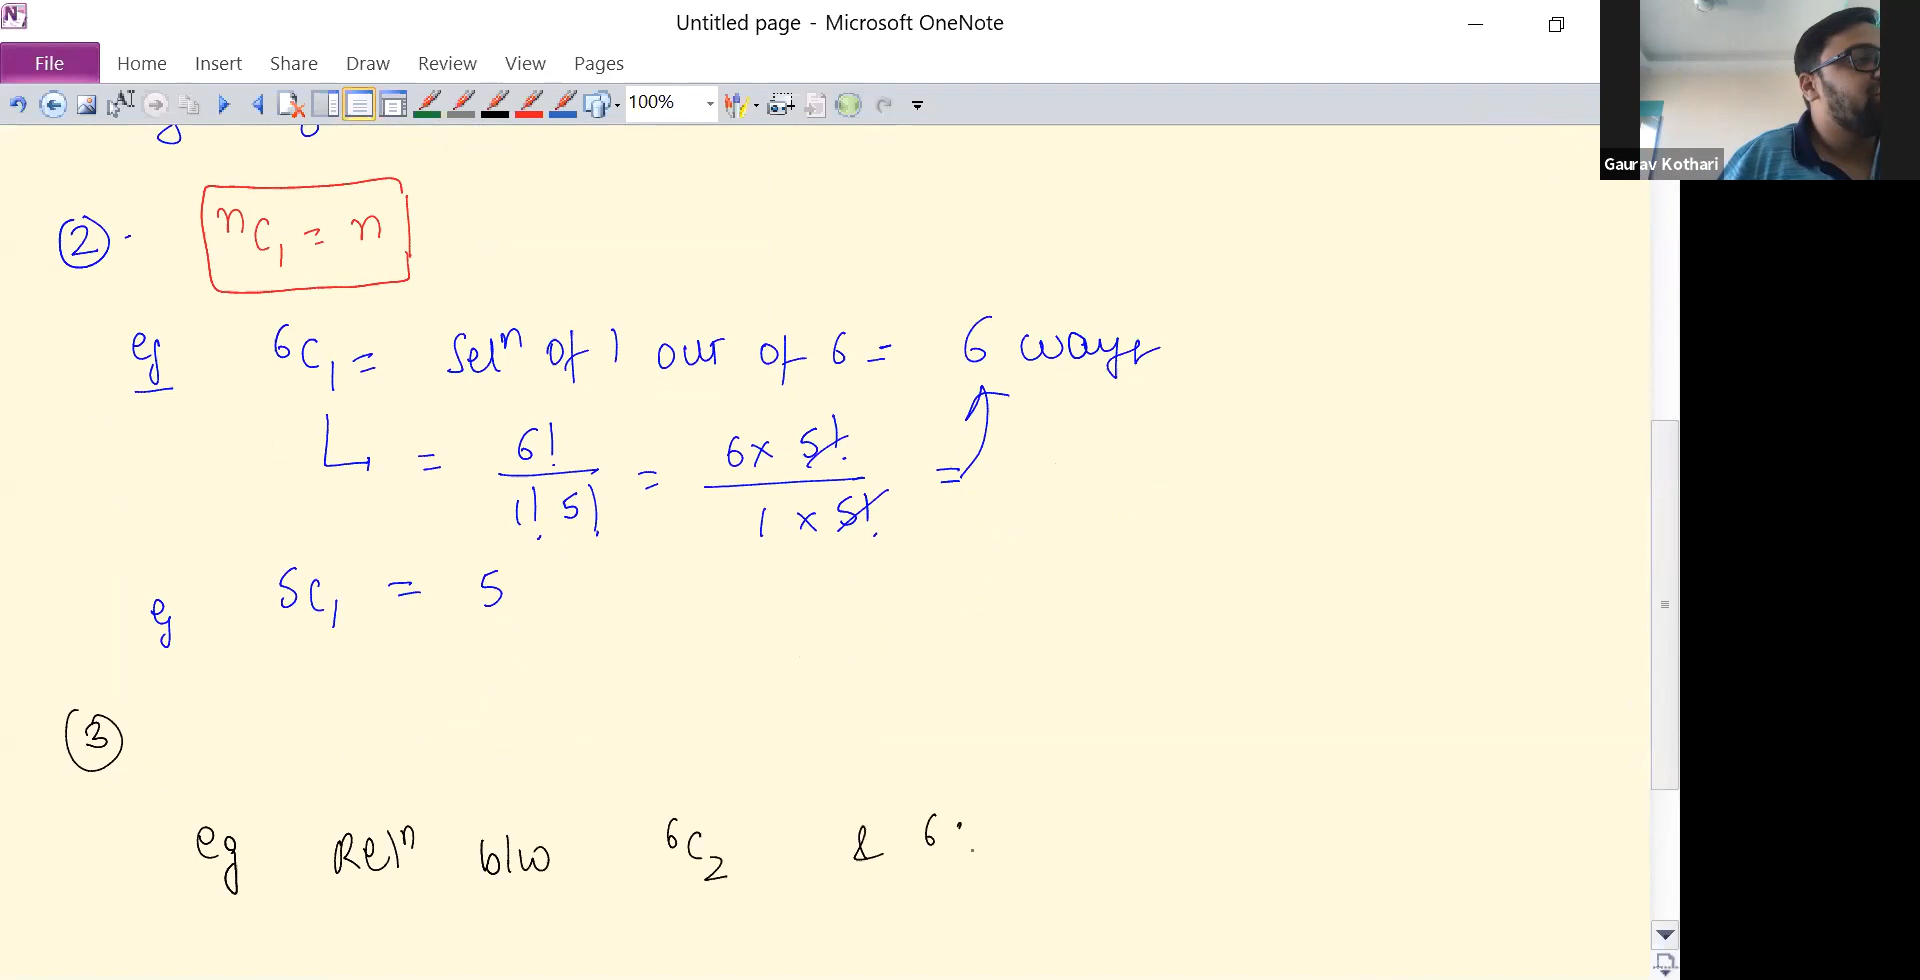 Untitled page - Microsoft OneNote
File Home Insert Share Draw Review View Pages
100%
Gaurav Kothari
② · ⁿC₁ = n
eg ⁶C₁ = Selⁿ of 1 out of 6 = 6 ways
= 6! / 1! 5! = 6 x 5! / 1 x 5! =
eg 5C₁ = 5
③
eg Relⁿ b/w ⁶C₂ & 6